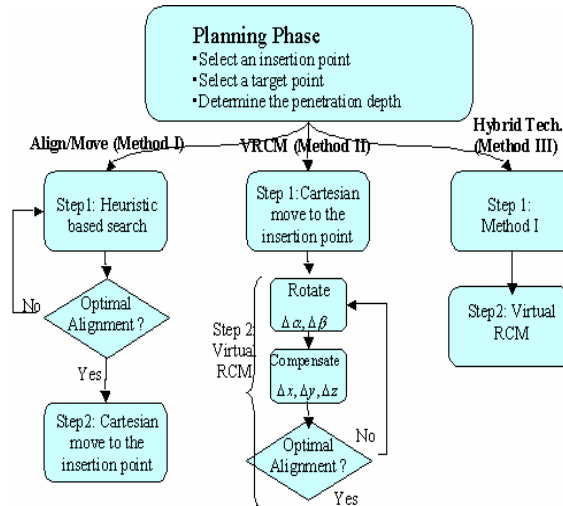 Planning Phase
•Select an insertion point
•Select a target point
•Determine the penetration depth
Align/Move (Method I)
VRCM (Method II)
Hybrid Tech.
(Method III)
Step1: Heuristic
based search
No
Optimal
Alignment ?
Yes
Step2: Cartesian
move to the
insertion point
Step 1:Cartesian
move to the
insertion point
Step 2:
Virtual
RCM
Rotate
Δα,Δβ
Compensate
Δx,Δy,Δz
Optimal
Alignment ?
No
Yes
Step 1:
Method I
Step2: Virtual
RCM